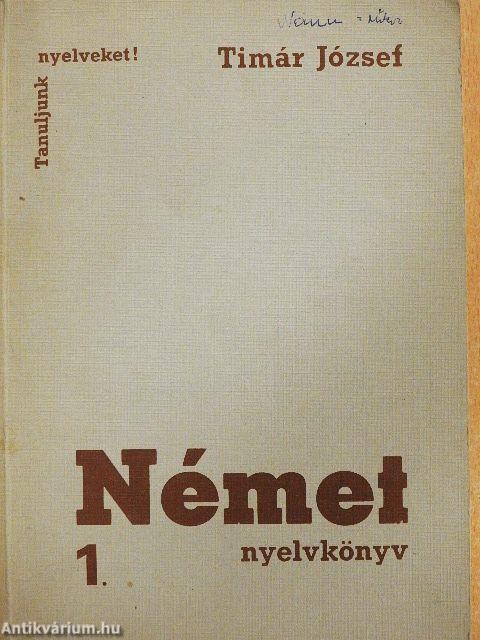 Tanuljunk
nyelveket!
Timár József
Német
1. nyelvkönyv
Antikvárium.hu